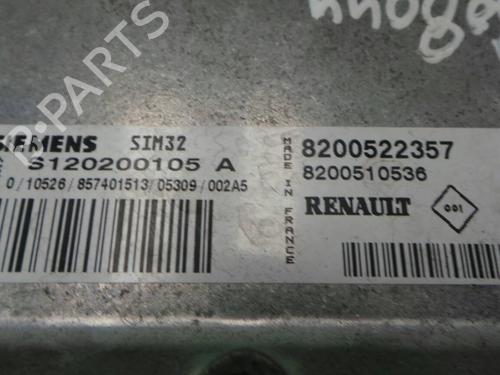 SIEMENS SIM32
S120200105 A
0/10526/857401513/05309/002A5
MADE IN FRANCE
8200522357
8200510536
RENAULT
001
B-PARTS